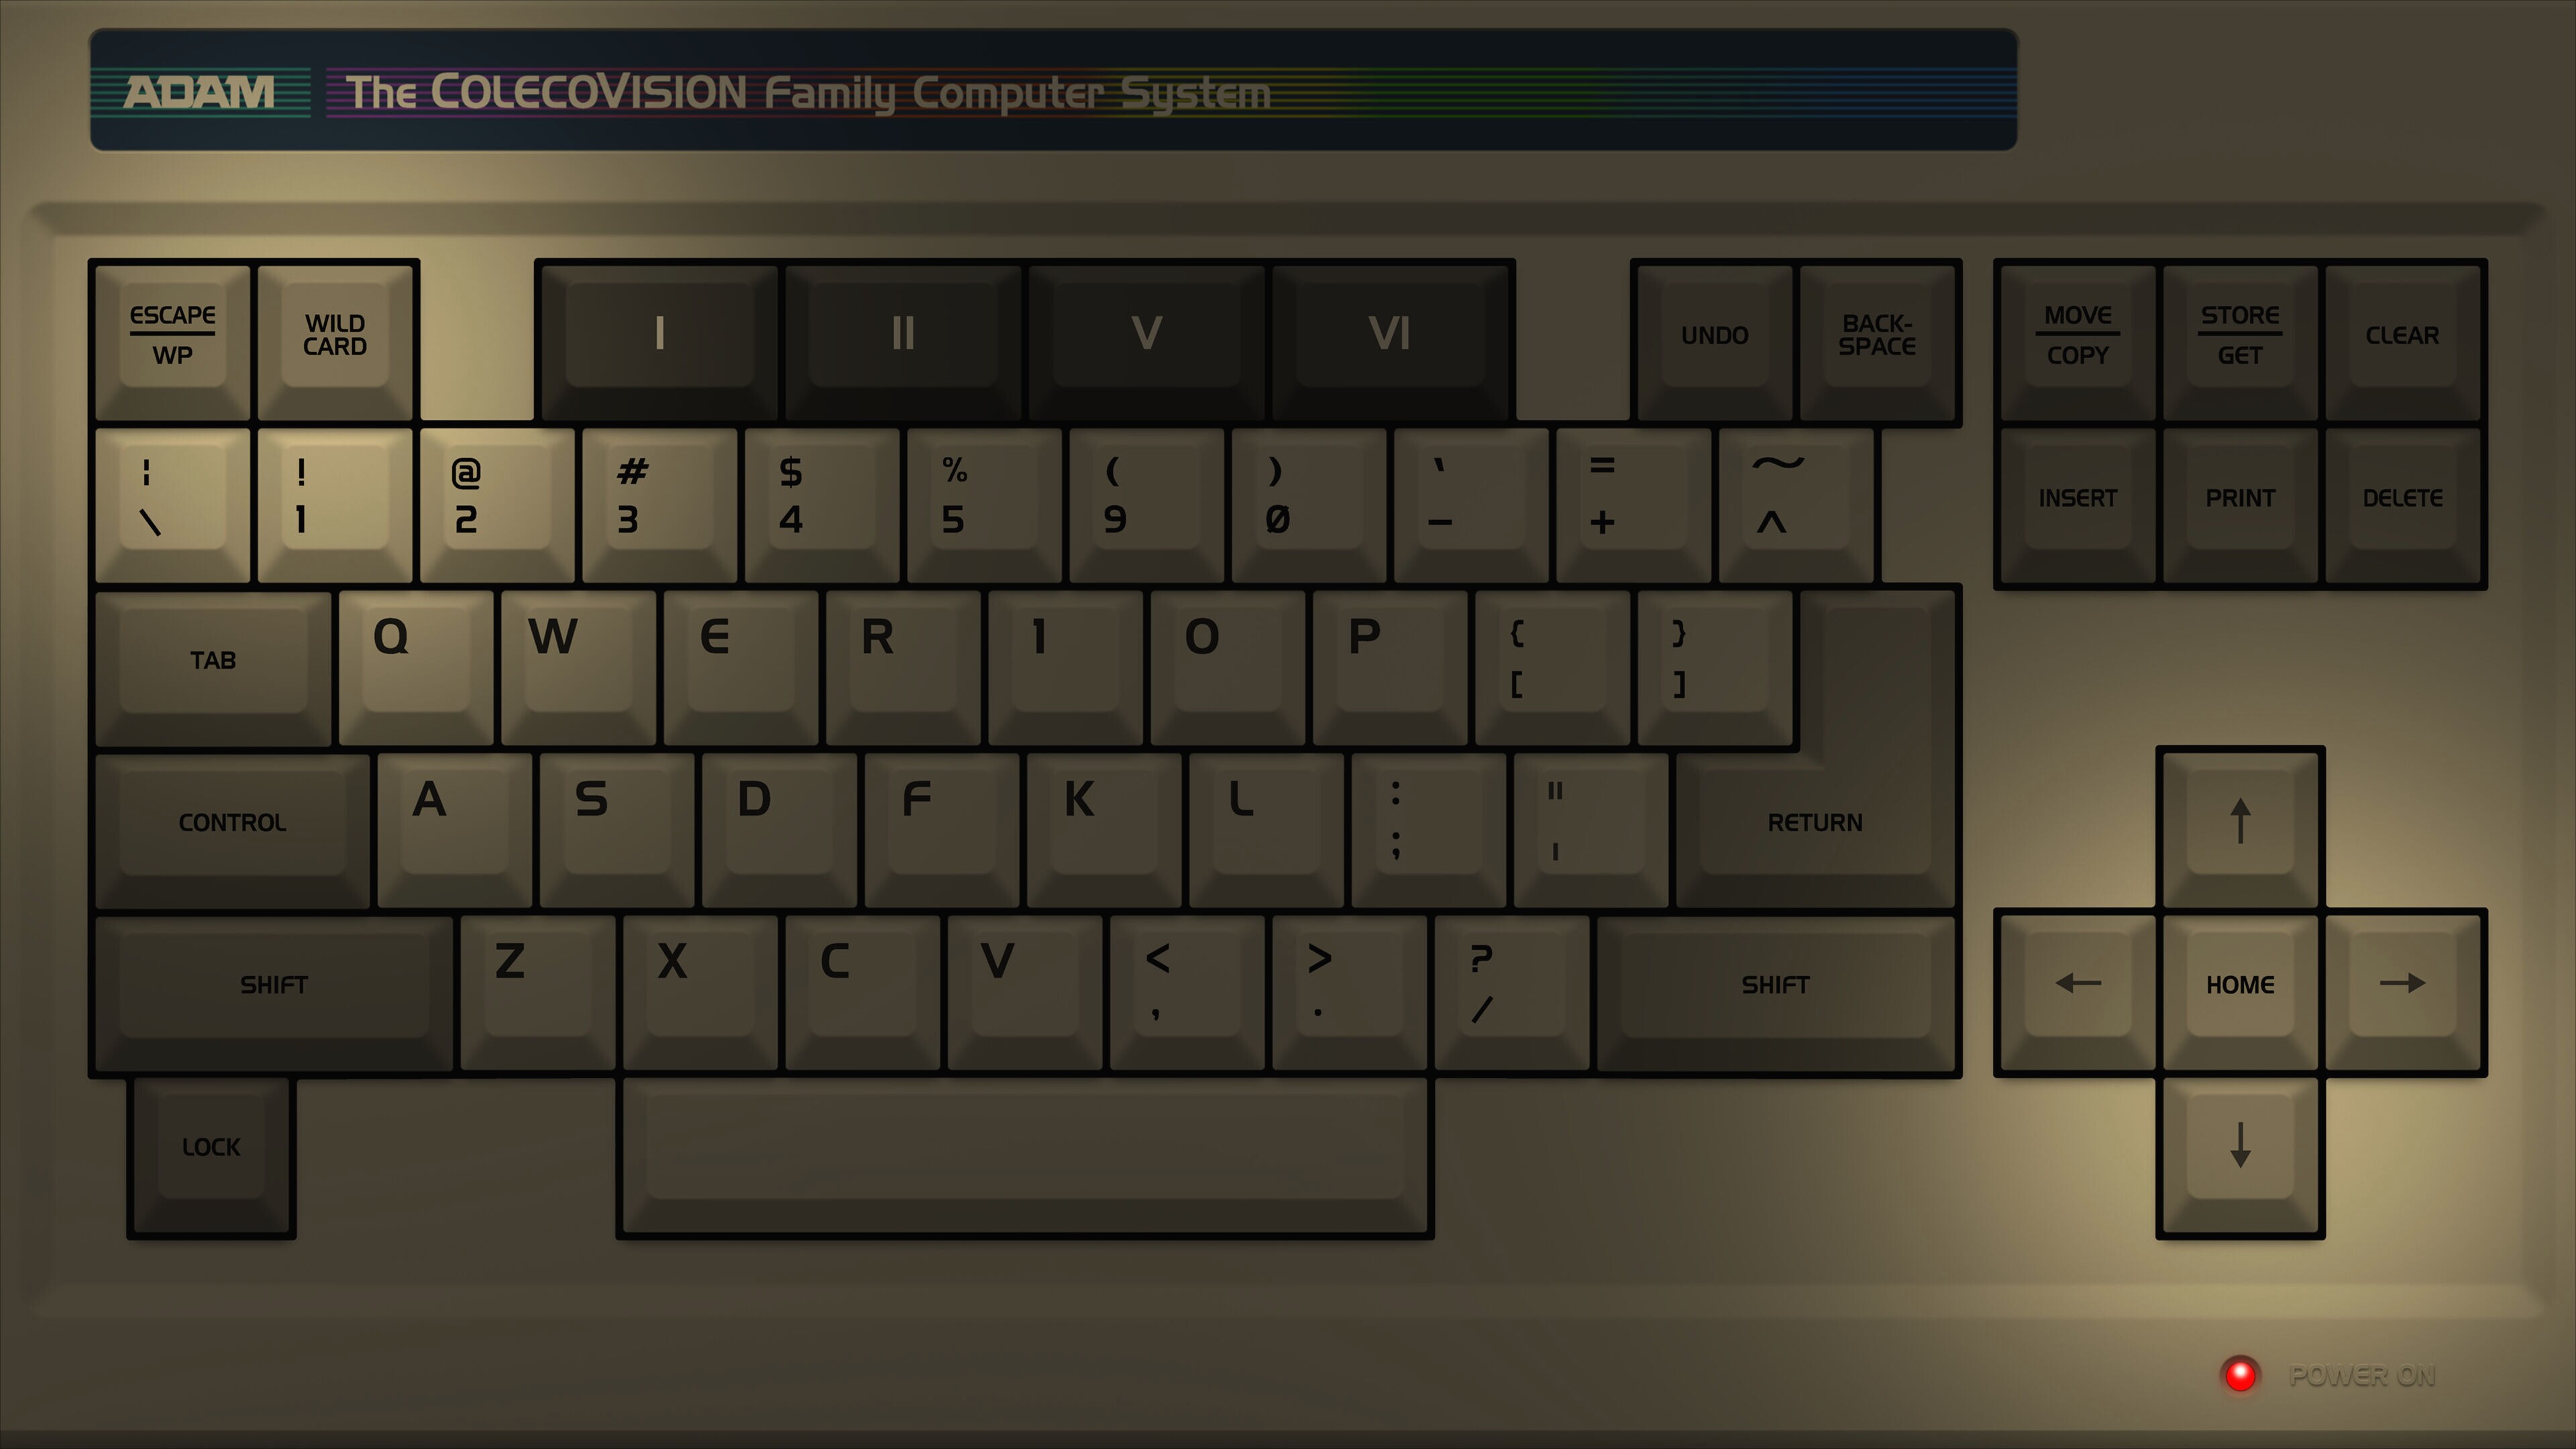 ADAM The COLECOVISION Family Computer System
ESCAPE
WP
WILD
CARD
I II V VI
UNDO
BACK-
SPACE
MOVE
COPY
STORE
GET
CLEAR
¦ ! @ # $ % ( ) ` = ~
\ 1 2 3 4 5 9 0 - + ^
INSERT PRINT DELETE
TAB Q W E R 1 O P { }
[ ]
CONTROL A S D F K L : "
; '
RETURN
SHIFT Z X C V < > ?
, . /
SHIFT
HOME
LOCK
POWER ON